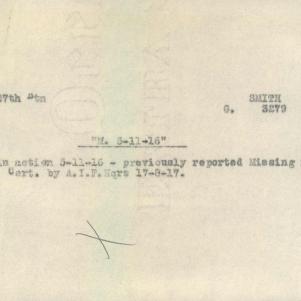 27th Btn SMITH
G. 3279
"M. 5-11-16"
in action 5-11-16 - previously reported Missing
Cert. by A.I.F.Hqrs 17-8-17.